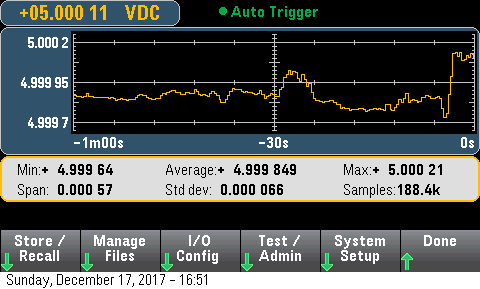 +05.000 11 VDC ● Auto Trigger
5.000 2
4.999 95
4.999 7
-1m00s -30s 0s
Min:+ 4.999 64 Average:+ 4.999 849 Max:+ 5.000 21
Span: 0.000 57 Std dev: 0.000 066 Samples:188.4k
Store / Manage I/O Test / System Done
Recall Files Config Admin Setup
Sunday, December 17, 2017 - 16:51